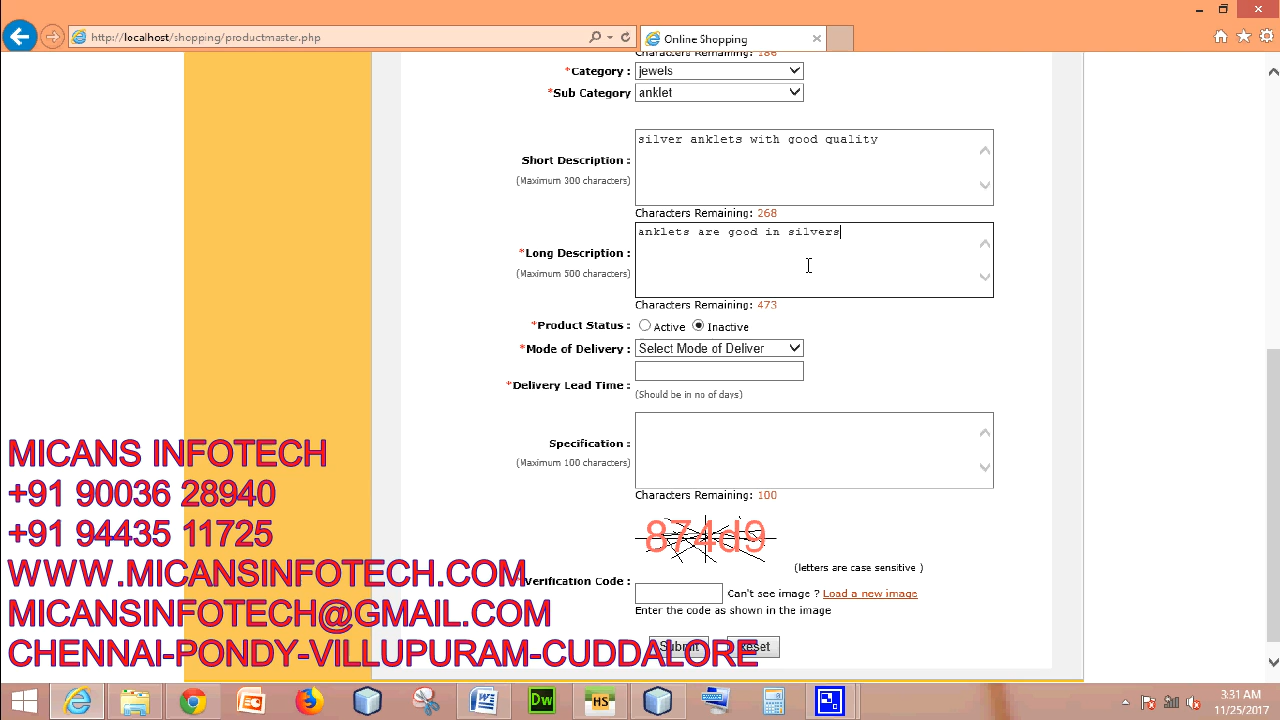 http://localhost/shopping/productmaster.php
Online Shopping
Characters Remaining: 186
*Category :
jewels
*Sub Category
anklet
silver anklets with good quality
Short Description :
(Maximum 300 characters)
Characters Remaining: 268
anklets are good in silvers
*Long Description :
(Maximum 500 characters)
Characters Remaining: 473
*Product Status :
Active
Inactive
*Mode of Delivery :
Select Mode of Deliver
*Delivery Lead Time :
(Should be in no of days)
Specification :
(Maximum 100 characters)
Characters Remaining: 100
874d9
(letters are case sensitive )
Verification Code :
Can't see image ? Load a new image
Enter the code as shown in the image
Submit
Reset
MICANS INFOTECH
+91 90036 28940
+91 94435 11725
WWW.MICANSINFOTECH.COM
MICANSINFOTECH@GMAIL.COM
CHENNAI-PONDY-VILLUPURAM-CUDDALORE
Dw
HS
3:31 AM
11/25/2017